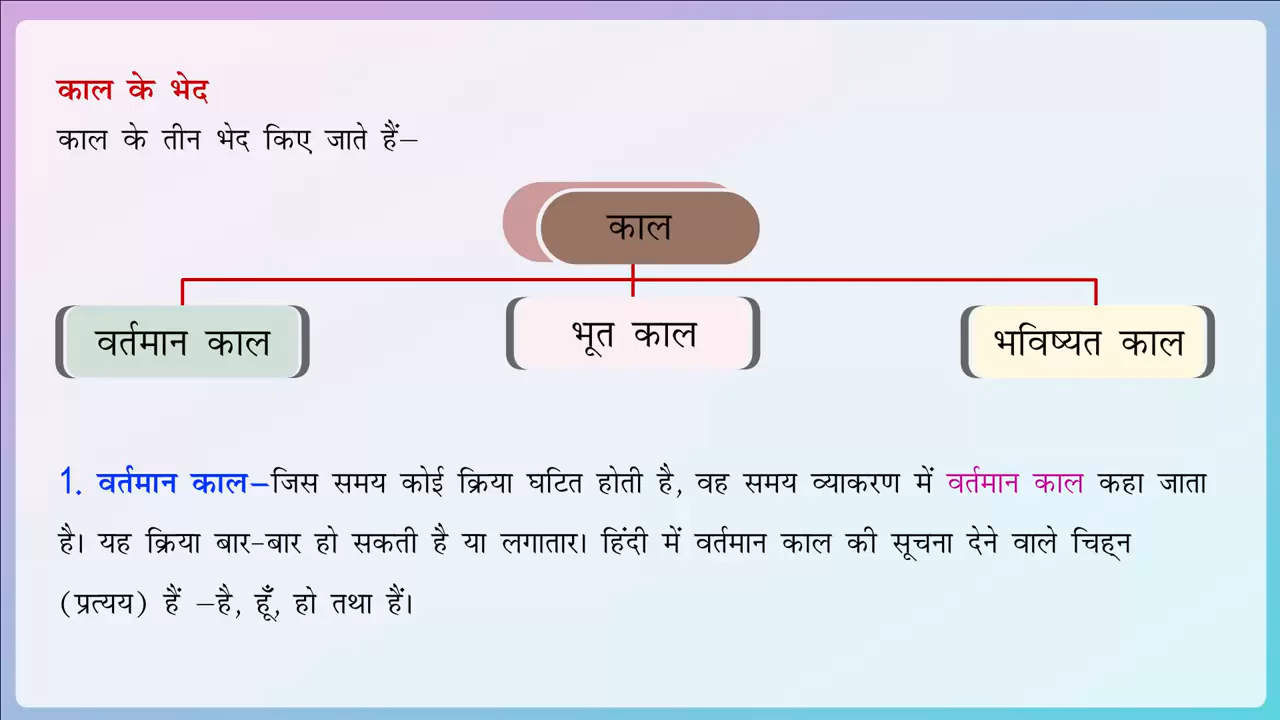 काल के भेद
काल के तीन भेद किए जाते हैं–
काल
वर्तमान काल
भूत काल
भविष्यत काल
1. वर्तमान काल–जिस समय कोई क्रिया घटित होती है, वह समय व्याकरण में वर्तमान काल कहा जाता
है। यह क्रिया बार-बार हो सकती है या लगातार। हिंदी में वर्तमान काल की सूचना देने वाले चिह्न
(प्रत्यय) हैं –है, हूँ, हो तथा हैं।